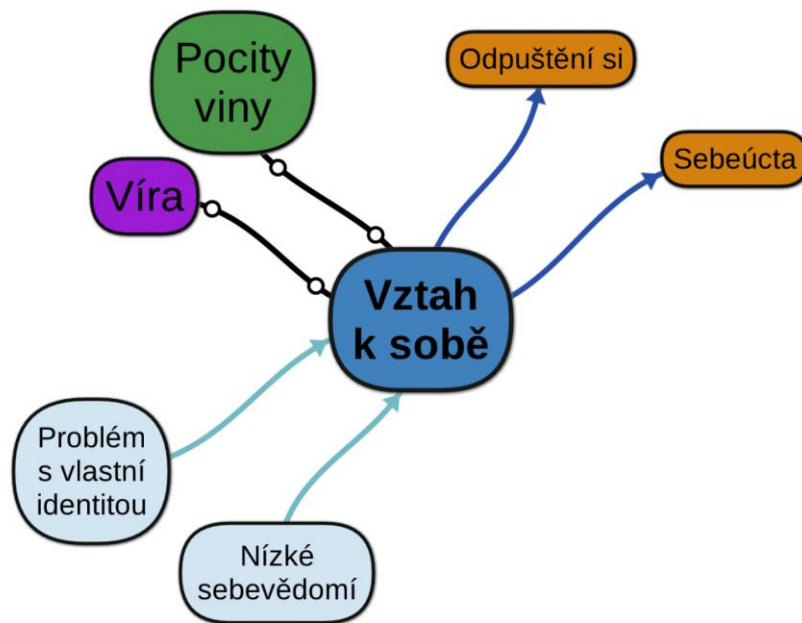 Pocity
viny
Odpuštění si
Sebeúcta
Víra
Vztah
k sobě
Problém
s vlastní
identitou
Nízké
sebevědomí